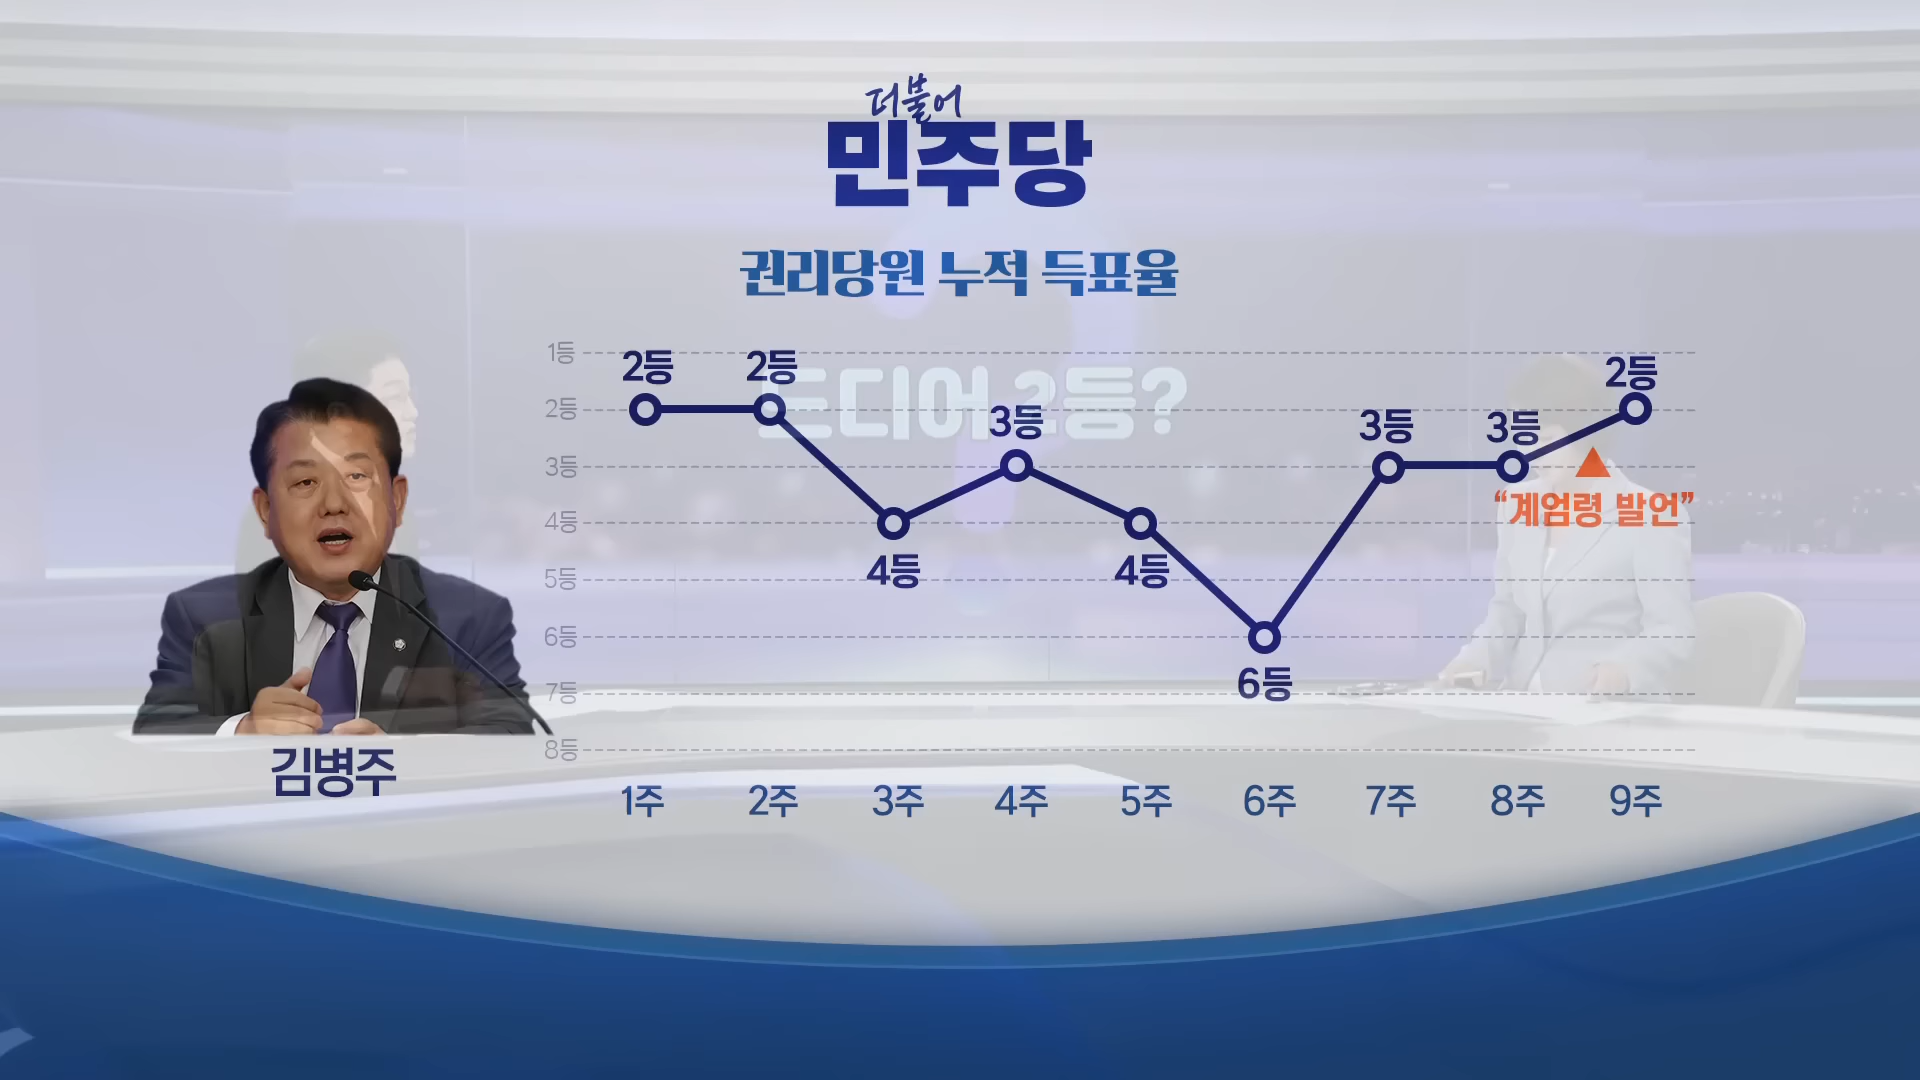 더불어
민주당
권리당원 누적 득표율
드디어 2등?
1등
2등
3등
4등
5등
6등
7등
8등
2등
2등
4등
3등
4등
6등
3등
3등
2등
“계엄령 발언”
김병주
1주 2주 3주 4주 5주 6주 7주 8주 9주